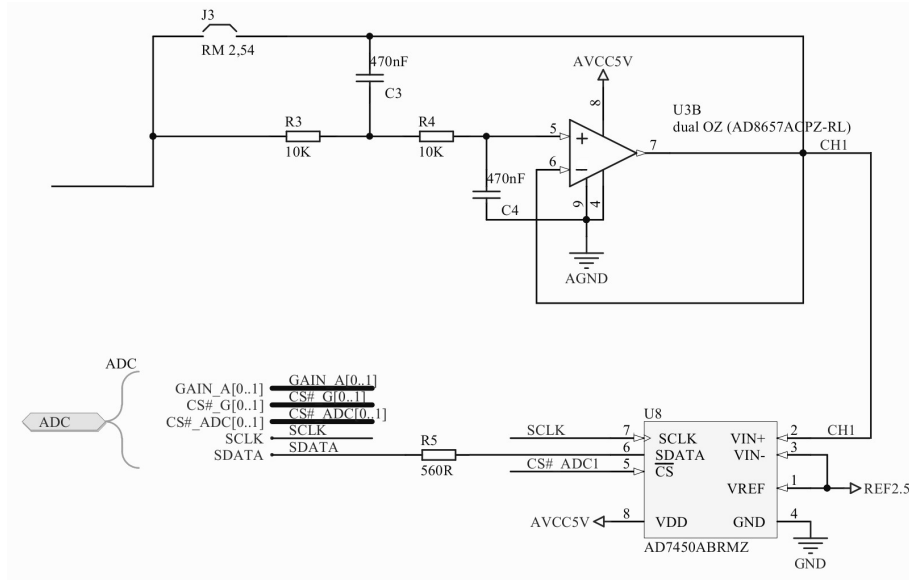 J3
RM 2,54
470nF
C3
AVCC5V
8
U3B
dual OZ (AD8657ACPZ-RL)
R3
10K
R4
10K
5
6
7
CH1
470nF
C4
9
4
AGND
ADC
ADC
GAIN_A[0..1]
GAIN_A[0..1]
CS#_G[0..1]
CS#_G[0..1]
CS#_ADC[0..1]
CS#_ADC[0..1]
SCLK
SCLK
SDATA
SDATA
R5
560R
U8
SCLK
7
SCLK
VIN+
2
CH1
6
SDATA
VIN-
3
CS#_ADC1
5
CS
VREF
1
REF2.5
AVCC5V
8
VDD
GND
4
AD7450ABRMZ
GND